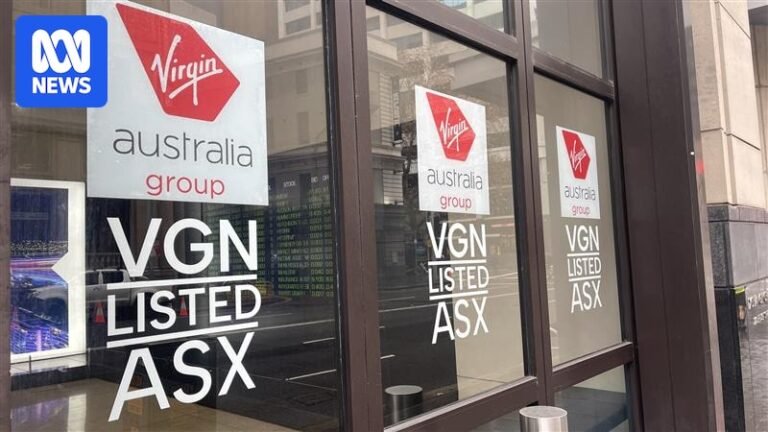 NEWS
Virgin
australia
group
VGN
LISTED
ASX
Virgin
australia
group
VGN
LISTED
ASX
Virgin
australia
group
VGN
LISTED
ASX